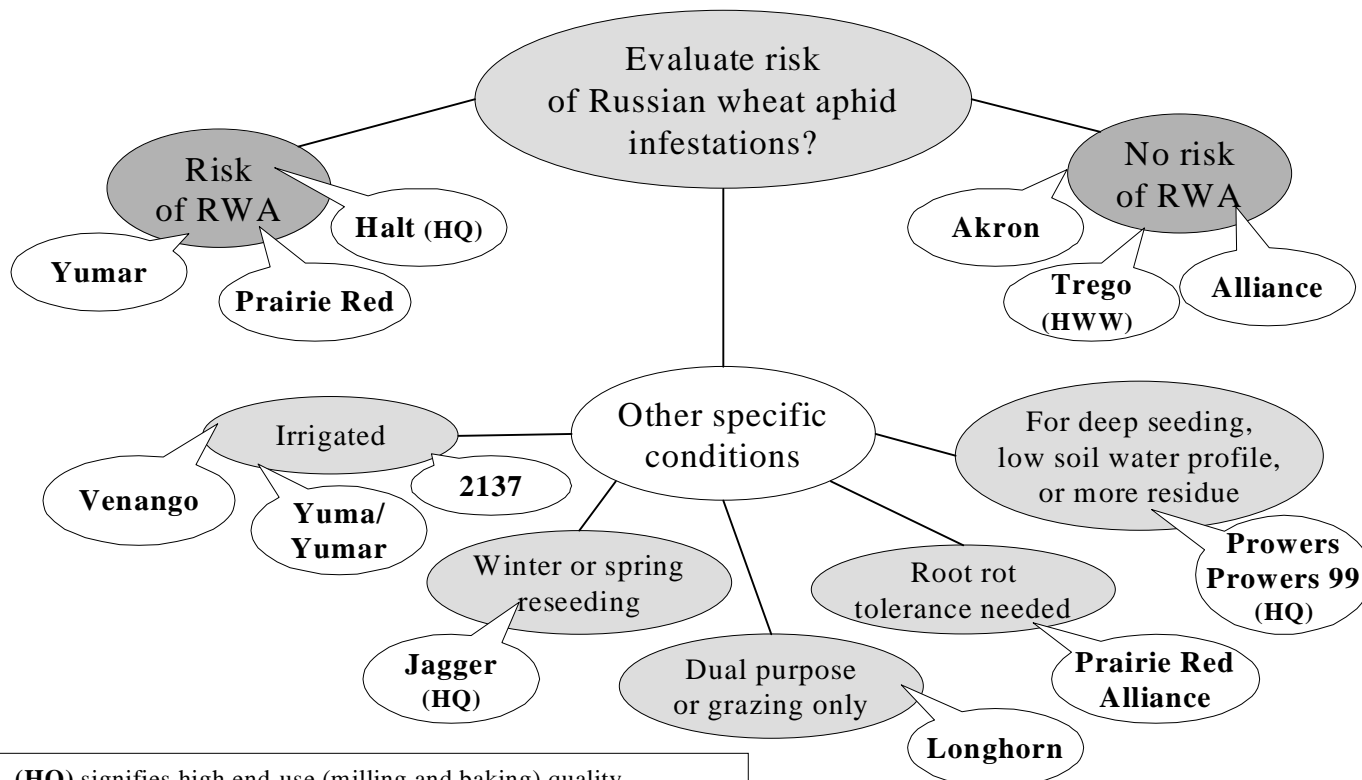 Evaluate risk
of Russian wheat aphid
infestations?
Risk
of RWA
Halt (HQ)
Yumar
Prairie Red
No risk
of RWA
Akron
Trego
(HWW)
Alliance
Other specific
conditions
Irrigated
Venango
Yuma/
Yumar
2137
Winter or spring
reseeding
Jagger
(HQ)
Dual purpose
or grazing only
Longhorn
Root rot
tolerance needed
Prairie Red
Alliance
For deep seeding,
low soil water profile,
or more residue
Prowers
Prowers 99
(HQ)
(HQ) signifies high end-use (milling and baking) quality